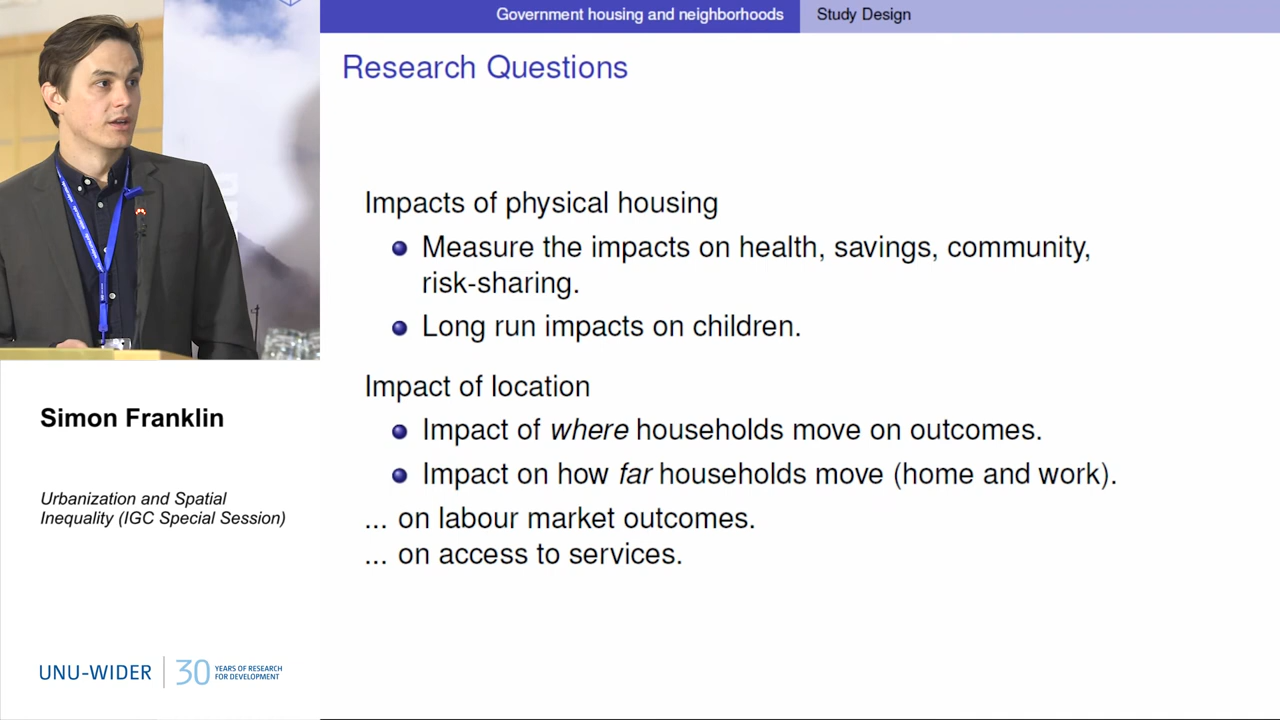 Government housing and neighborhoods
Study Design
Research Questions
Impacts of physical housing
Measure the impacts on health, savings, community,
risk-sharing.
Long run impacts on children.
Impact of location
Impact of where households move on outcomes.
Impact on how far households move (home and work).
... on labour market outcomes.
... on access to services.
Simon Franklin
Urbanization and Spatial
Inequality (IGC Special Session)
UNU-WIDER
30
YEARS OF RESEARCH
FOR DEVELOPMENT